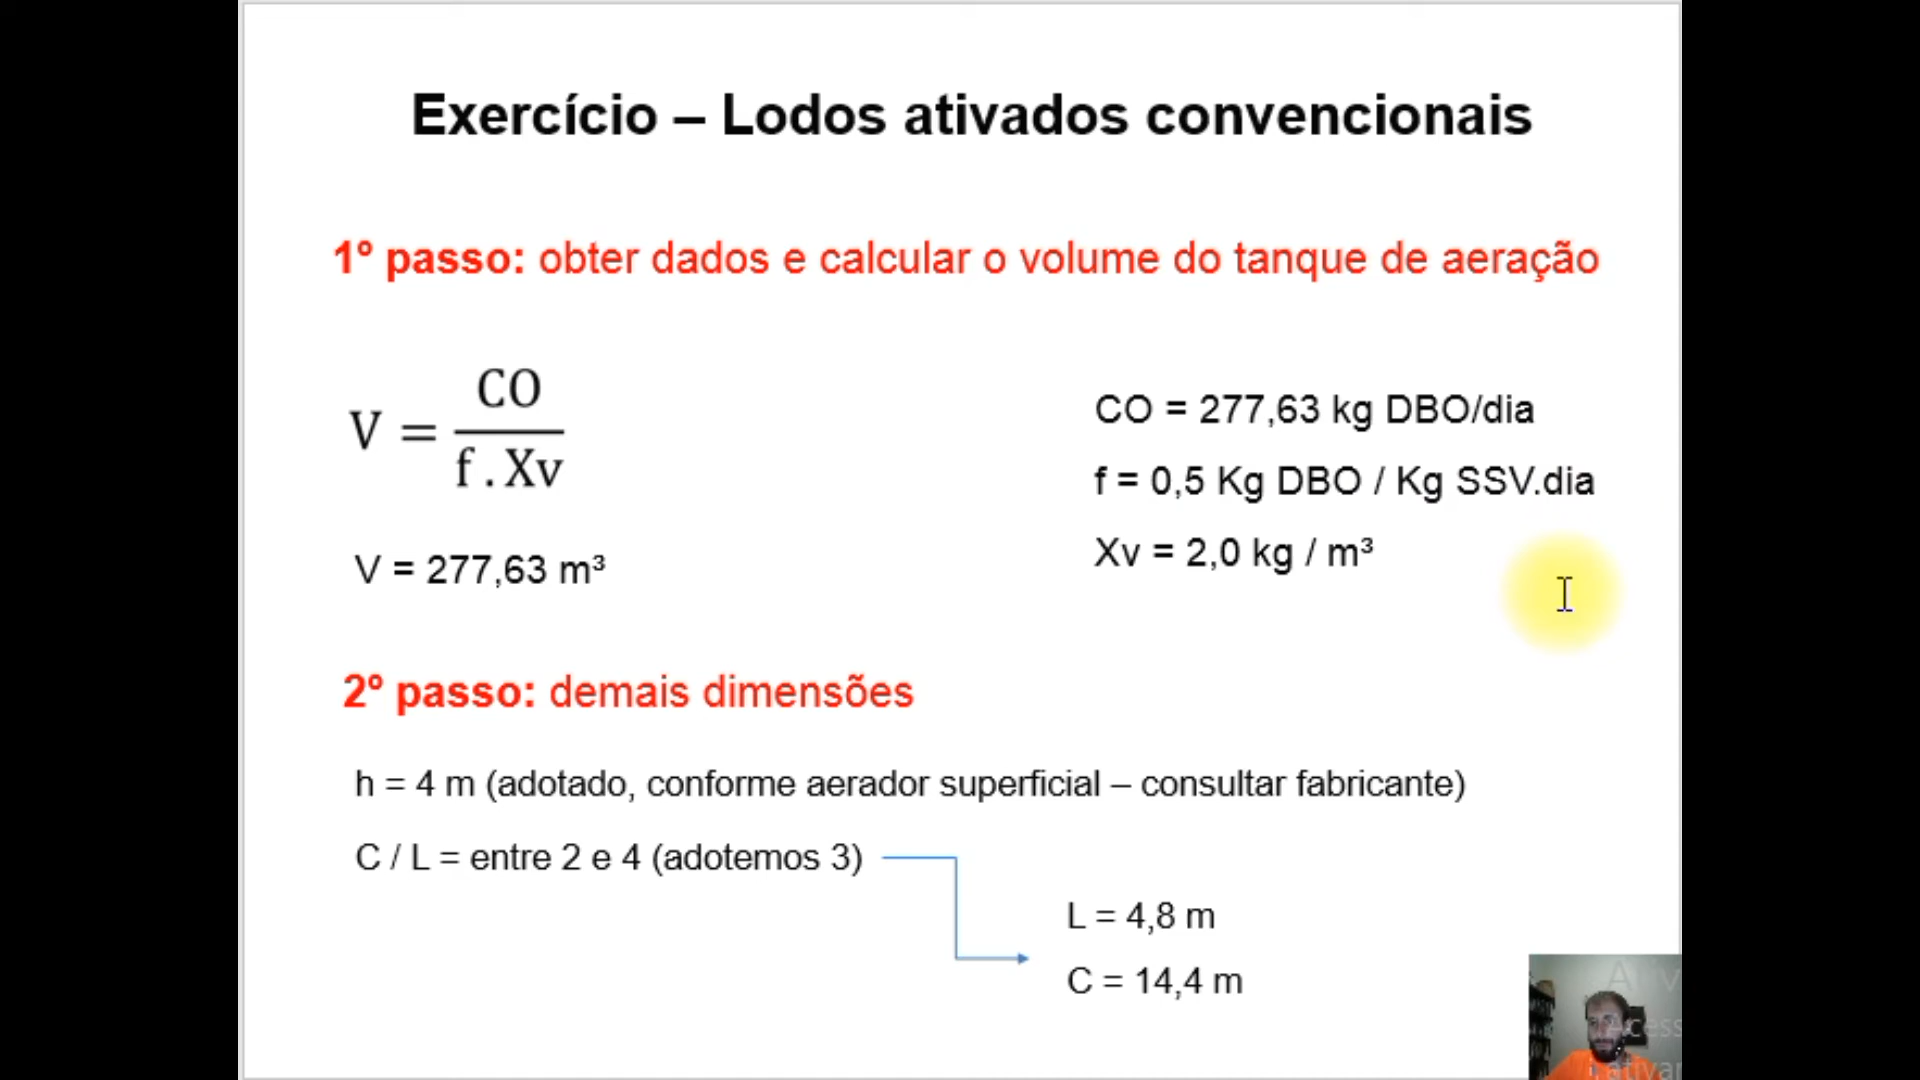 Exercício – Lodos ativados convencionais
1º passo: obter dados e calcular o volume do tanque de aeração
V = CO / f . Xv
CO = 277,63 kg DBO/dia
f = 0,5 Kg DBO / Kg SSV.dia
Xv = 2,0 kg / m³
V = 277,63 m³
2º passo: demais dimensões
h = 4 m (adotado, conforme aerador superficial – consultar fabricante)
C / L = entre 2 e 4 (adotemos 3)
L = 4,8 m
C = 14,4 m